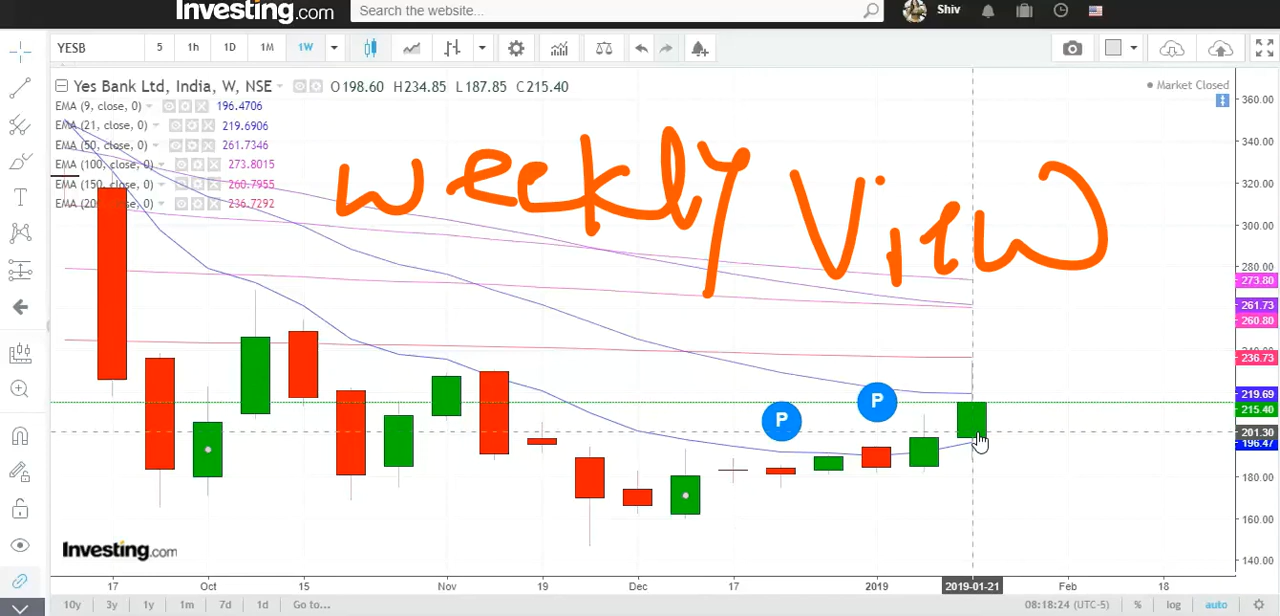 Investing.com Search the website... Shiv
YESB 5 1h 1D 1M 1W
Yes Bank Ltd, India, W, NSE O198.60 H234.85 L187.85 C215.40
Market Closed
EMA (9, close, 0) 196.4706
EMA (21, close, 0) 219.6906
EMA (50, close, 0) 261.7346
EMA (100, close, 0) 273.8015
EMA (150, close, 0) 260.7955
EMA (200, close, 0) 236.7292
weekly View
360.00
340.00
320.00
300.00
280.00
273.80
261.73
260.80
236.73
219.69
215.40
201.30
196.47
180.00
160.00
140.00
P
P
Investing.com
17 Oct 15 Nov 19 Dec 17 2019 2019-01-21 Feb 18
10y 3y 1y 1m 7d 1d Go to... 08:18:24 (UTC-5) % log auto